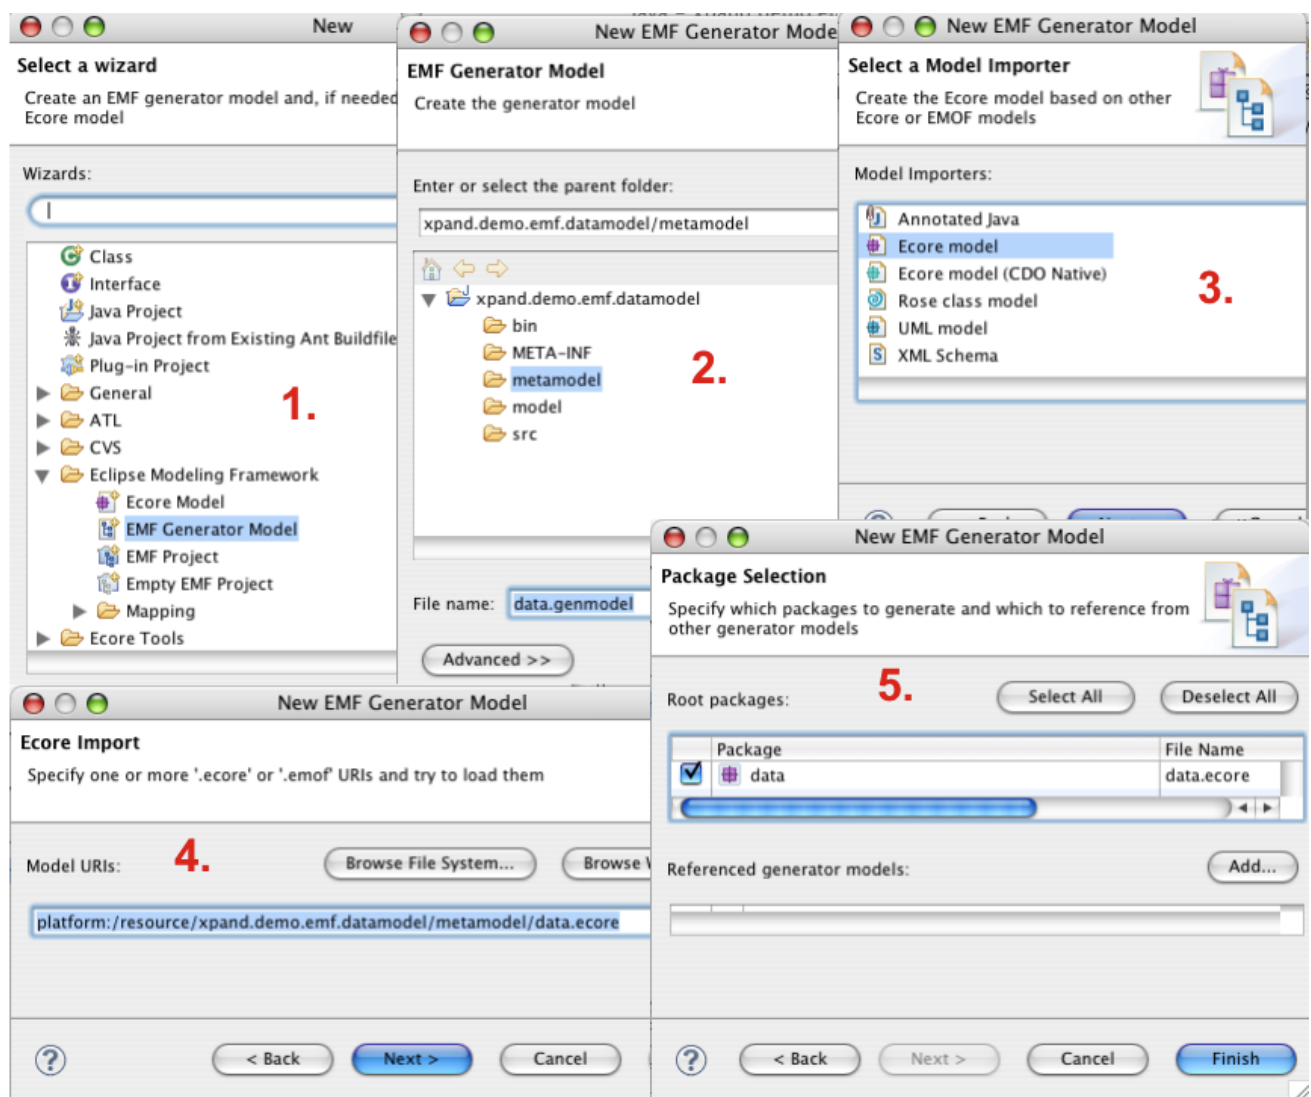 New
Select a wizard
Create an EMF generator model and, if needed
Ecore model
Wizards:
Class
Interface
Java Project
Java Project from Existing Ant Buildfile
Plug-in Project
General
1.
ATL
CVS
Eclipse Modeling Framework
Ecore Model
EMF Generator Model
EMF Project
Empty EMF Project
Mapping
Ecore Tools
New EMF Generator Mode
EMF Generator Model
Create the generator model
Enter or select the parent folder:
xpand.demo.emf.datamodel/metamodel
xpand.demo.emf.datamodel
bin
META-INF
2.
metamodel
model
src
File name: data.genmodel
Advanced >>
New EMF Generator Model
Select a Model Importer
Create the Ecore model based on other
Ecore or EMOF models
Model Importers:
Annotated Java
Ecore model
Ecore model (CDO Native)
3.
Rose class model
UML model
XML Schema
New EMF Generator Model
Ecore Import
Specify one or more '.ecore' or '.emof' URIs and try to load them
Model URIs:
4.
Browse File System...
Browse
platform:/resource/xpand.demo.emf.datamodel/metamodel/data.ecore
? < Back Next > Cancel
New EMF Generator Model
Package Selection
Specify which packages to generate and which to reference from
other generator models
5.
Root packages: Select All Deselect All
Package File Name
data data.ecore
Referenced generator models: Add...
? < Back Next > Cancel Finish